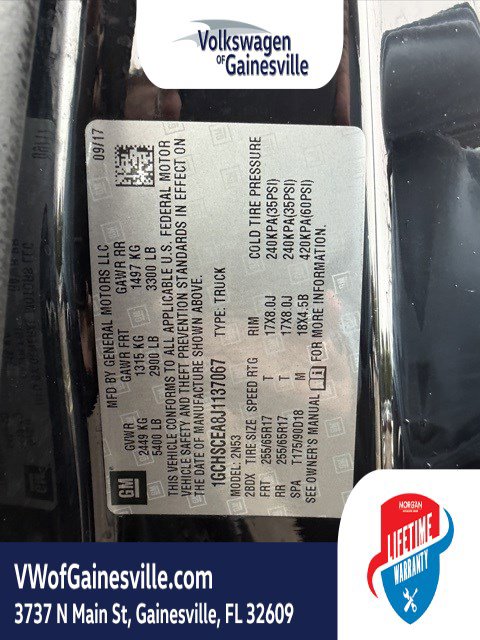 Volkswagen
OF Gainesville
MFD BY GENERAL MOTORS LLC 09/17
GVWR GAWR FRT GAWR RR
2449 KG 1315 KG 1497 KG
5400 LB 2900 LB 3300 LB
THIS VEHICLE CONFORMS TO ALL APPLICABLE U.S. FEDERAL MOTOR
VEHICLE SAFETY AND THEFT PREVENTION STANDARDS IN EFFECT ON
THE DATE OF MANUFACTURE SHOWN ABOVE.
1GCHSCEA8J1137067 TYPE: TRUCK
MODEL: 2N53
2BDX TIRE SIZE SPEED RTG RIM COLD TIRE PRESSURE
FRT 255/65R17 T 17X8.0J 240KPA(35PSI)
RR 255/65R17 T 17X8.0J 240KPA(35PSI)
SPA T175/90D18 M 18X4.5B 420KPA(60PSI)
SEE OWNER'S MANUAL FOR MORE INFORMATION.
GM
MORGAN
LIFETIME
WARRANTY
VWofGainesville.com
3737 N Main St, Gainesville, FL 32609